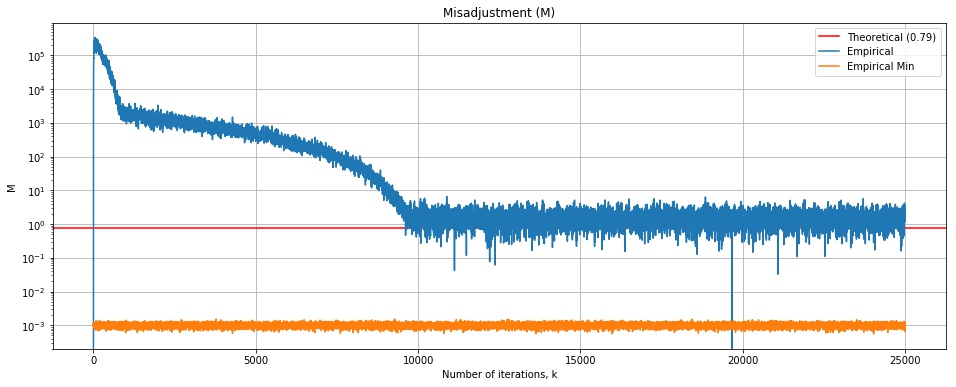 Misadjustment (M)
Theoretical (0.79)
Empirical
Empirical Min
M
10^5
10^4
10^3
10^2
10^1
10^0
10^-1
10^-2
10^-3
0 5000 10000 15000 20000 25000
Number of iterations, k